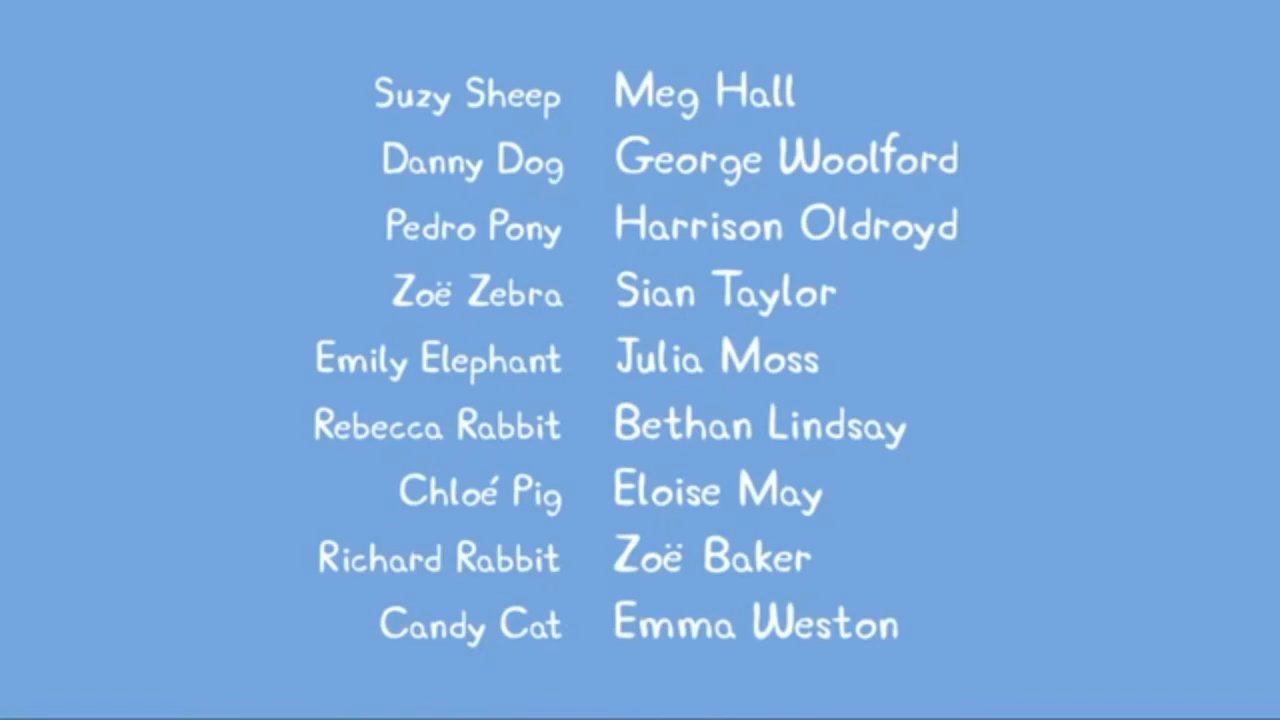 Suzy Sheep Meg Hall
Danny Dog George Woolford
Pedro Pony Harrison Oldroyd
Zoë Zebra Sian Taylor
Emily Elephant Julia Moss
Rebecca Rabbit Bethan Lindsay
Chloé Pig Eloise May
Richard Rabbit Zoë Baker
Candy Cat Emma Weston